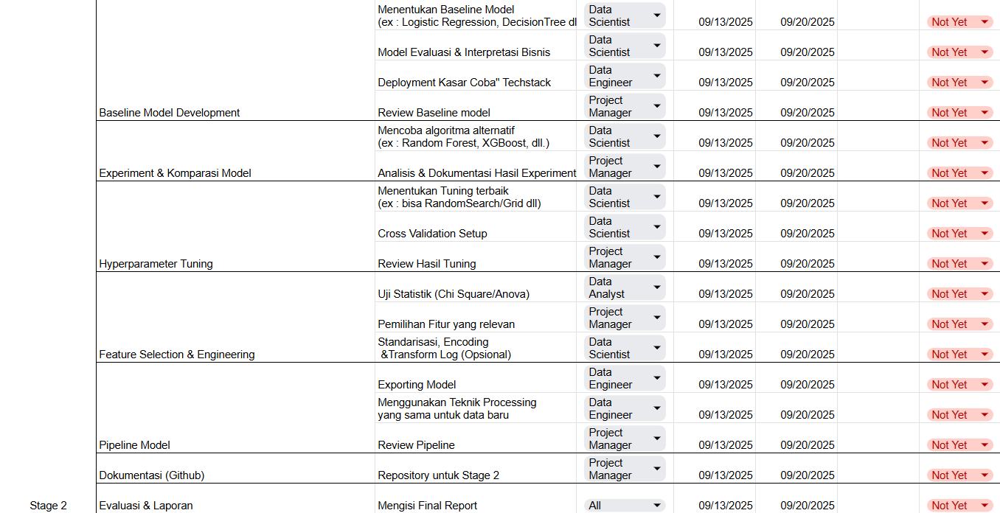 Menentukan Baseline Model
(ex : Logistic Regression, DecisionTree dl
Data
Scientist
09/13/2025
09/20/2025
Not Yet
Model Evaluasi & Interpretasi Bisnis
Data
Scientist
09/13/2025
09/20/2025
Not Yet
Deployment Kasar Coba" Techstack
Data
Engineer
09/13/2025
09/20/2025
Not Yet
Baseline Model Development
Review Baseline model
Project
Manager
09/13/2025
09/20/2025
Not Yet
Mencoba algoritma alternatif
(ex : Random Forest, XGBoost, dll.)
Data
Scientist
09/13/2025
09/20/2025
Not Yet
Experiment & Komparasi Model
Analisis & Dokumentasi Hasil Experiment
Project
Manager
09/13/2025
09/20/2025
Not Yet
Menentukan Tuning terbaik
(ex : bisa RandomSearch/Grid dll)
Data
Scientist
09/13/2025
09/20/2025
Not Yet
Cross Validation Setup
Data
Scientist
09/13/2025
09/20/2025
Not Yet
Hyperparameter Tuning
Review Hasil Tuning
Project
Manager
09/13/2025
09/20/2025
Not Yet
Uji Statistik (Chi Square/Anova)
Data
Analyst
09/13/2025
09/20/2025
Not Yet
Pemilihan Fitur yang relevan
Project
Manager
09/13/2025
09/20/2025
Not Yet
Feature Selection & Engineering
Standarisasi, Encoding
&Transform Log (Opsional)
Data
Scientist
09/13/2025
09/20/2025
Not Yet
Exporting Model
Data
Engineer
09/13/2025
09/20/2025
Not Yet
Menggunakan Teknik Processing
yang sama untuk data baru
Data
Engineer
09/13/2025
09/20/2025
Not Yet
Pipeline Model
Review Pipeline
Project
Manager
09/13/2025
09/20/2025
Not Yet
Dokumentasi (Github)
Repository untuk Stage 2
Project
Manager
09/13/2025
09/20/2025
Not Yet
Stage 2
Evaluasi & Laporan
Mengisi Final Report
All
09/13/2025
09/20/2025
Not Yet